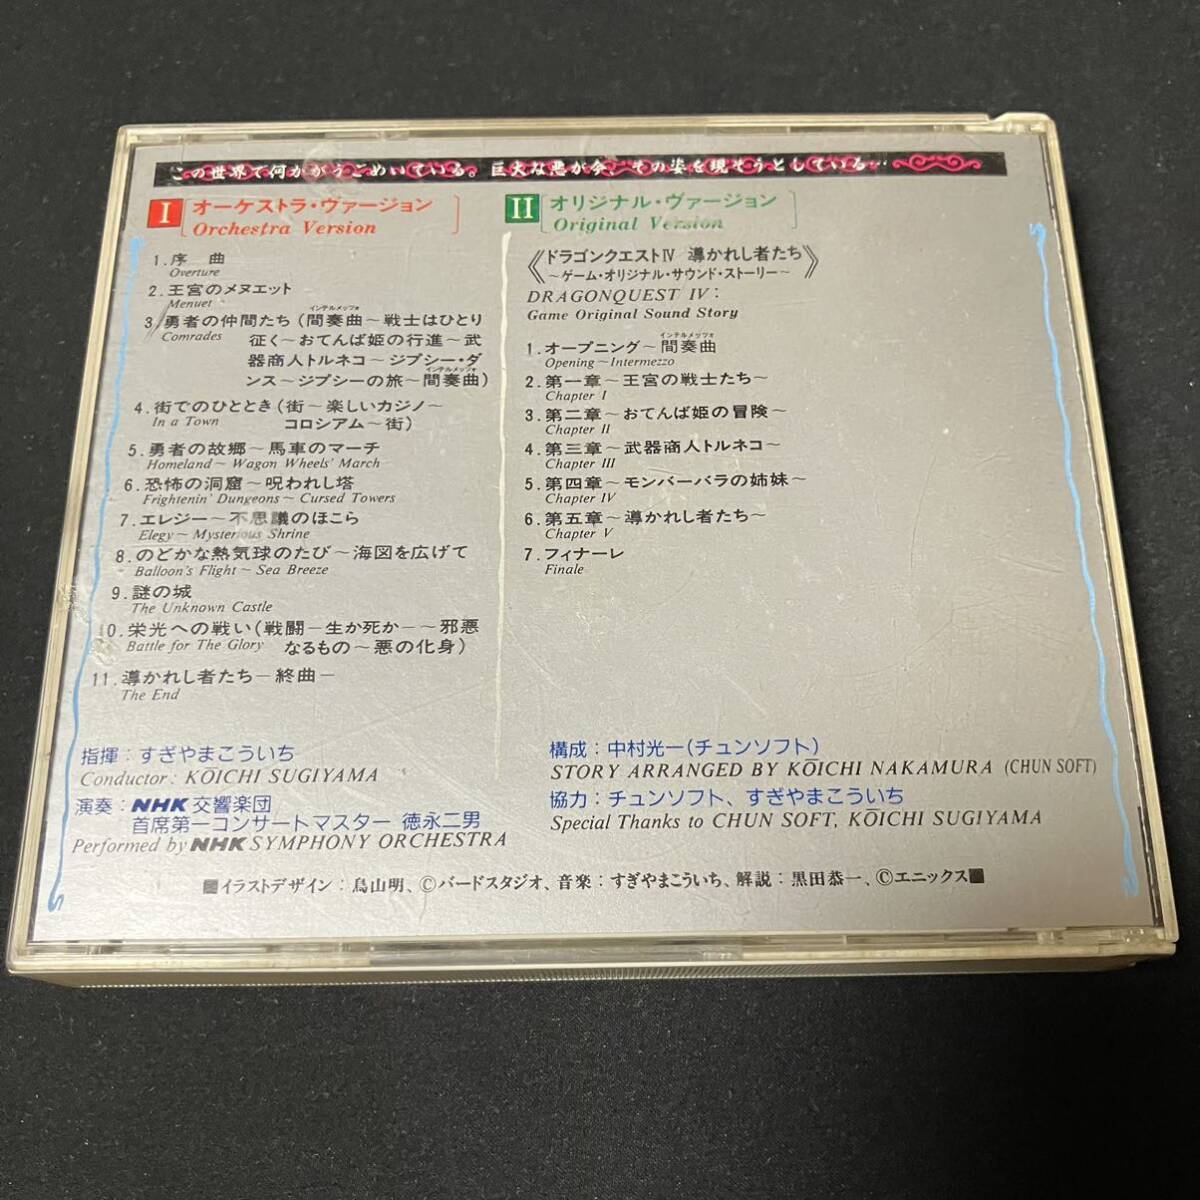 この世界で何かがうごめいている。巨大な悪が今、その姿を現そうとしている…
I オーケストラ・ヴァージョン
Orchestra Version
1.序　曲
Overture
2.王宮のメヌエット
Menuet
インテルメッツォ
3.勇者の仲間たち(間奏曲～戦士はひとり
Comrades
征く～おてんば姫の行進～武
器商人トルネコ～ジプシー・ダ
インテルメッツォ
ンス～ジプシーの旅～間奏曲)
4.街でのひととき(街～楽しいカジノ～
In a Town
コロシアム～街)
5.勇者の故郷～馬車のマーチ
Homeland～Wagon Wheels' March
6.恐怖の洞窟～呪われし塔
Frightenin' Dungeons～Cursed Towers
7.エレジー～不思議のほこら
Elegy～Mysterious Shrine
8.のどかな熱気球のたび～海図を広げて
Balloon's Flight～Sea Breeze
9.謎の城
The Unknown Castle
10.栄光への戦い(戦闘－生か死か－～邪悪
Battle for The Glory
なるもの～悪の化身)
11.導かれし者たち－終曲－
The End
指揮：すぎやまこういち
Conductor: KOICHI SUGIYAMA
演奏：NHK交響楽団
首席第一コンサートマスター 徳永二男
Performed by NHK SYMPHONY ORCHESTRA
II オリジナル・ヴァージョン
Original Version
《ドラゴンクエストIV 導かれし者たち
～ゲーム・オリジナル・サウンド・ストーリー～》
DRAGONQUEST IV:
Game Original Sound Story
インテルメッツォ
1.オープニング～間奏曲
Opening～Intermezzo
2.第一章～王宮の戦士たち～
Chapter I
3.第二章～おてんば姫の冒険～
Chapter II
4.第三章～武器商人トルネコ～
Chapter III
5.第四章～モンバーバラの姉妹～
Chapter IV
6.第五章～導かれし者たち～
Chapter V
7.フィナーレ
Finale
構成：中村光一(チュンソフト)
STORY ARRANGED BY KŌICHI NAKAMURA (CHUN SOFT)
協力：チュンソフト、すぎやまこういち
Special Thanks to CHUN SOFT, KŌICHI SUGIYAMA
■イラストデザイン：鳥山明、©バードスタジオ、音楽：すぎやまこういち、解説：黒田恭一、©エニックス■